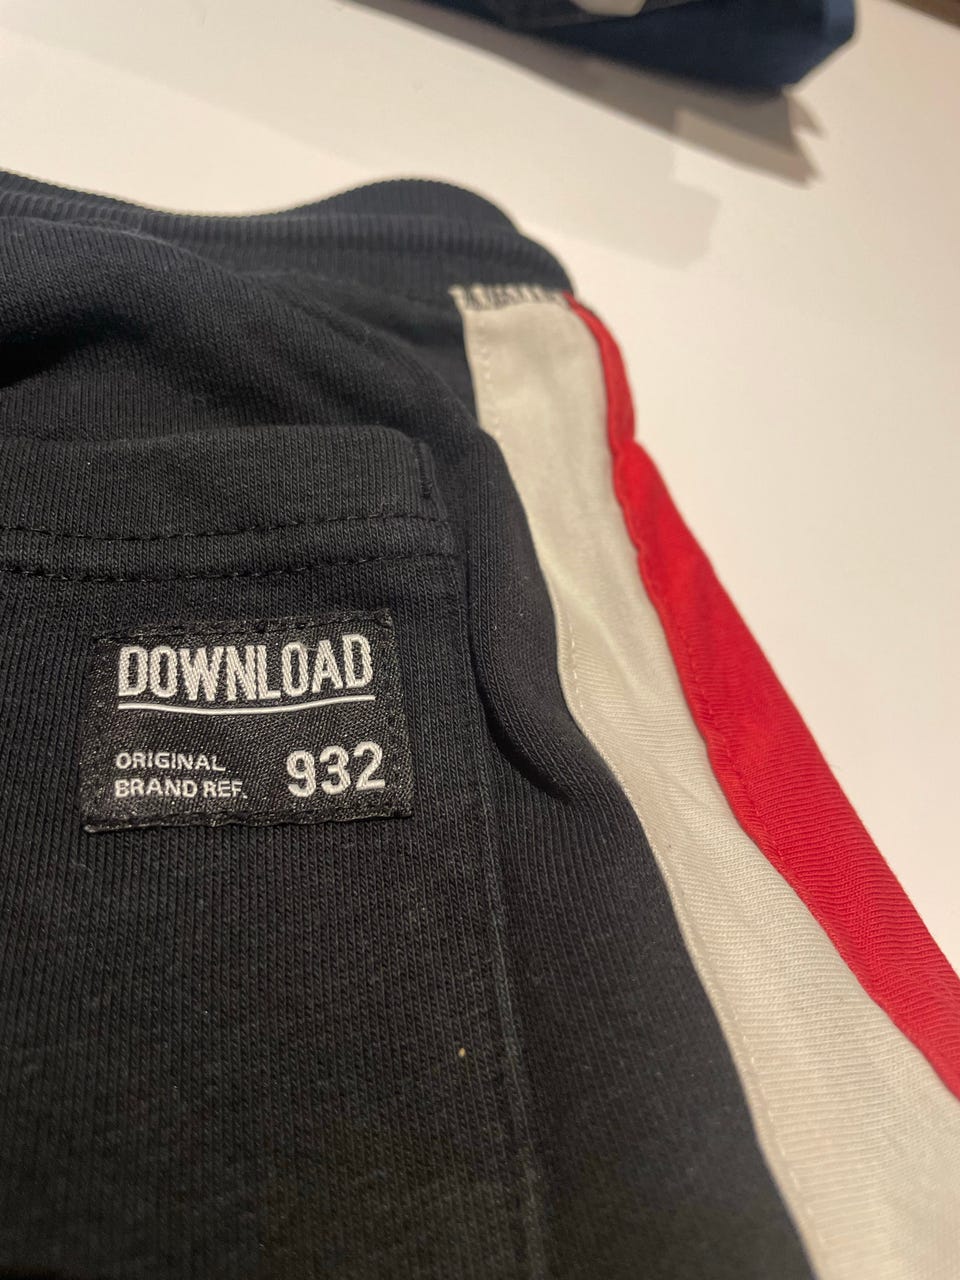 DOWNLOAD
ORIGINAL
BRAND REF. 932